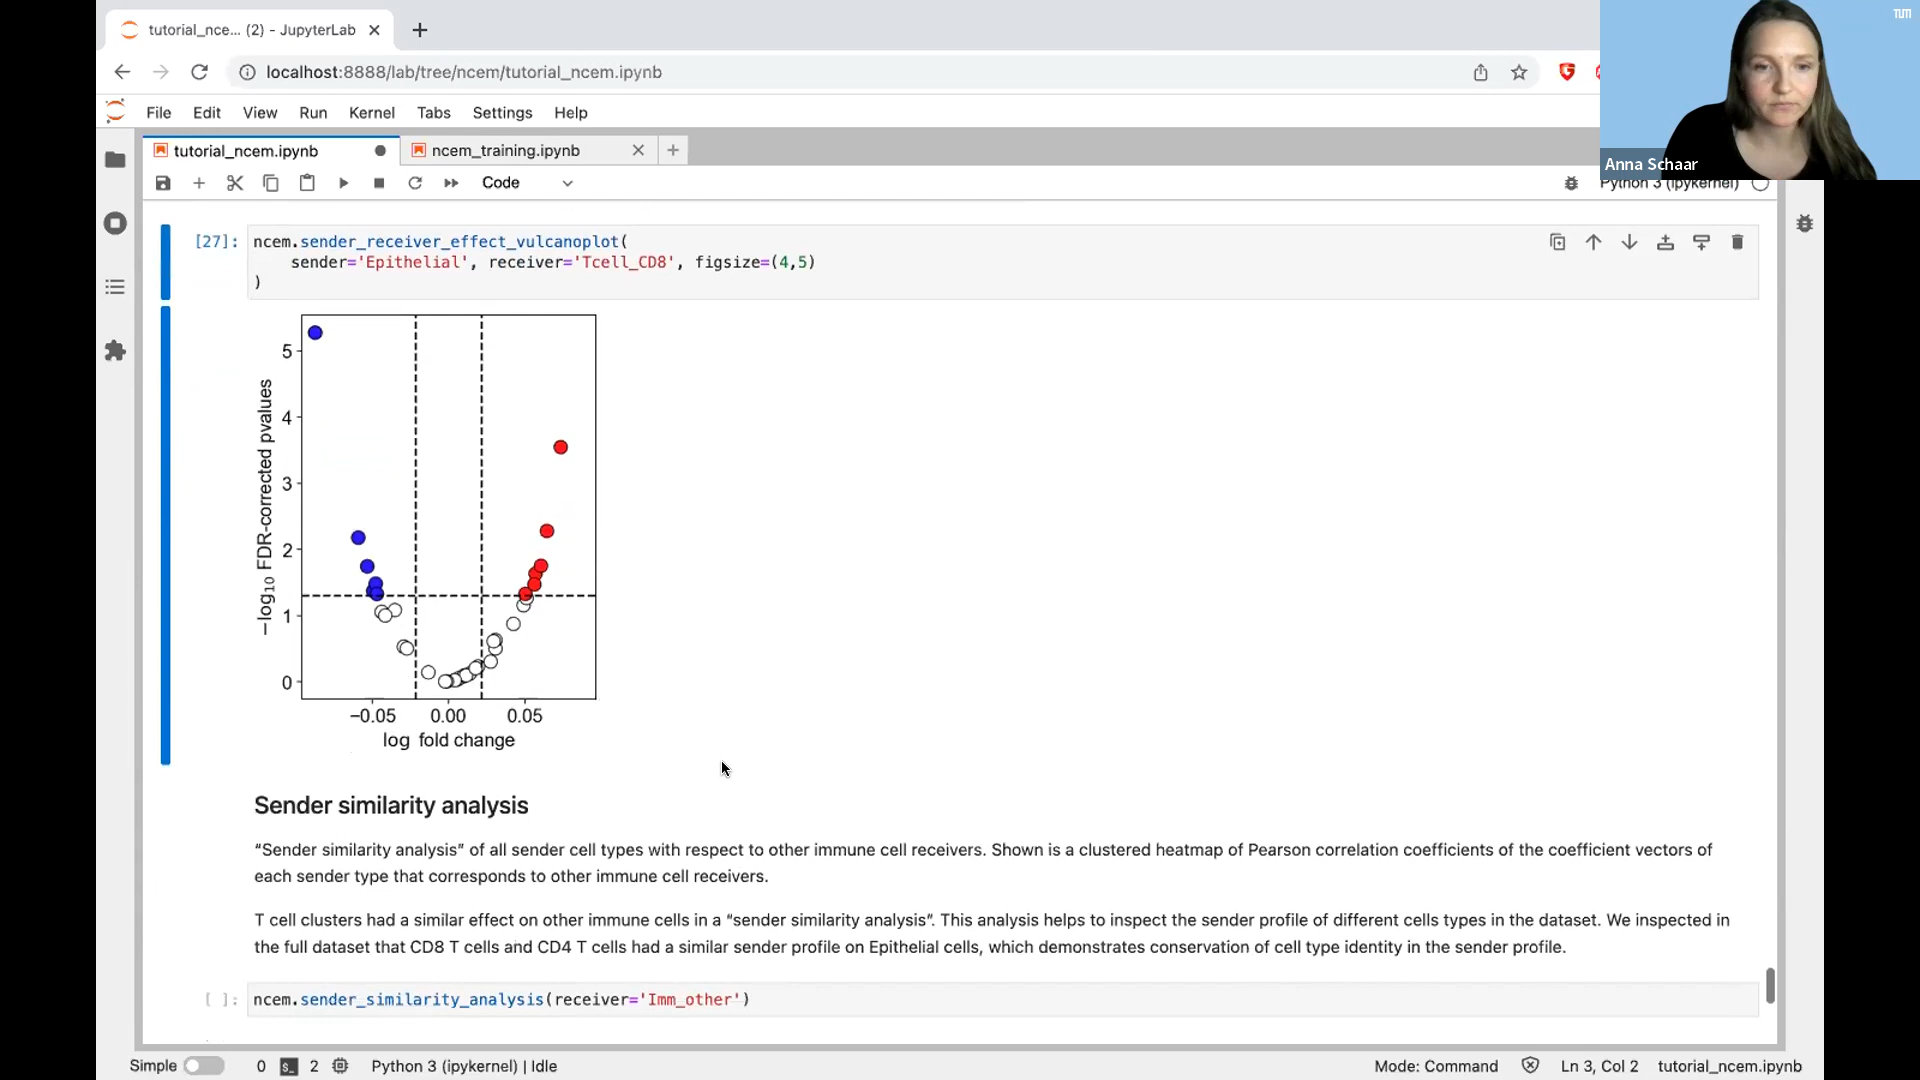 tutorial_nce... (2) - JupyterLab
localhost:8888/lab/tree/ncem/tutorial_ncem.ipynb
TUM
Anna Schaar
File Edit View Run Kernel Tabs Settings Help
tutorial_ncem.ipynb
ncem_training.ipynb
Code
Python 3 (ipykernel)
[27]:
ncem.sender_receiver_effect_vulcanoplot(
sender='Epithelial', receiver='Tcell_CD8', figsize=(4,5)
)
−log10 FDR-corrected pvalues
5
4
3
2
1
0
−0.05 0.00 0.05
log fold change
Sender similarity analysis
“Sender similarity analysis” of all sender cell types with respect to other immune cell receivers. Shown is a clustered heatmap of Pearson correlation coefficients of the coefficient vectors of
each sender type that corresponds to other immune cell receivers.
T cell clusters had a similar effect on other immune cells in a “sender similarity analysis”. This analysis helps to inspect the sender profile of different cells types in the dataset. We inspected in
the full dataset that CD8 T cells and CD4 T cells had a similar sender profile on Epithelial cells, which demonstrates conservation of cell type identity in the sender profile.
[ ]:
ncem.sender_similarity_analysis(receiver='Imm_other')
Simple 0 2 Python 3 (ipykernel) | Idle Mode: Command Ln 3, Col 2 tutorial_ncem.ipynb